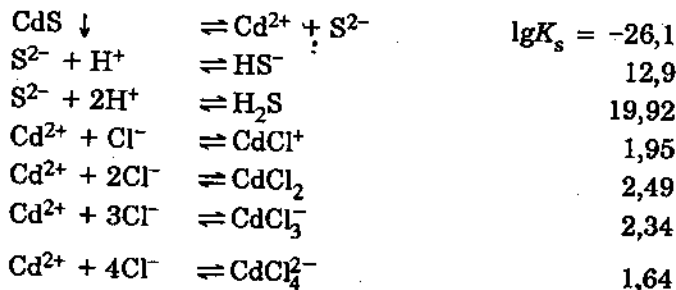 CdS ↓ ⇌ Cd²⁺ + S²⁻ lgKₛ = −26,1
S²⁻ + H⁺ ⇌ HS⁻ 12,9
S²⁻ + 2H⁺ ⇌ H₂S 19,92
Cd²⁺ + Cl⁻ ⇌ CdCl⁺ 1,95
Cd²⁺ + 2Cl⁻ ⇌ CdCl₂ 2,49
Cd²⁺ + 3Cl⁻ ⇌ CdCl₃⁻ 2,34
Cd²⁺ + 4Cl⁻ ⇌ CdCl₄²⁻ 1,64